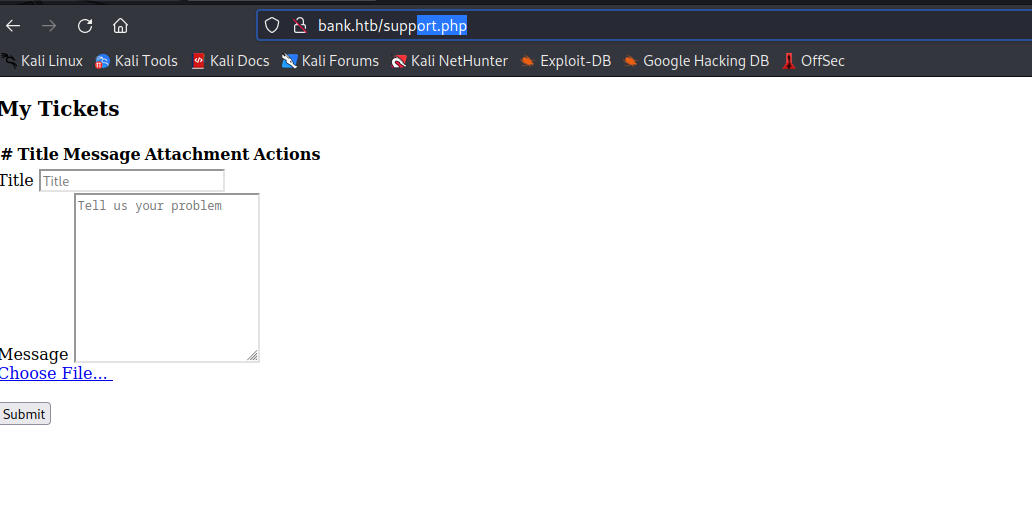 bank.htb/support.php
Kali Linux Kali Tools Kali Docs Kali Forums Kali NetHunter Exploit-DB Google Hacking DB OffSec
My Tickets
# Title Message Attachment Actions
Title Title
Tell us your problem
Message
Choose File...
Submit